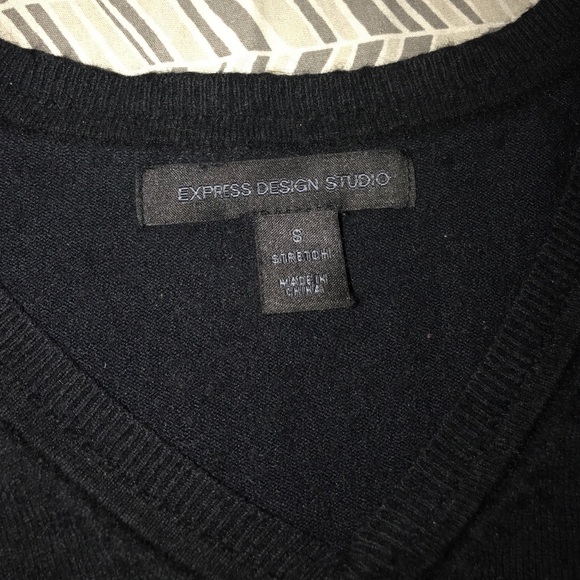 EXPRESS DESIGN STUDIO
S
STRETCH
MADE IN
CHINA